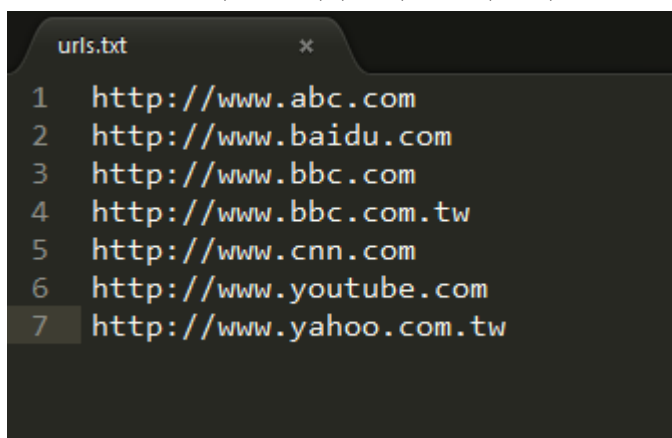 urls.txt ×
1 http://www.abc.com
2 http://www.baidu.com
3 http://www.bbc.com
4 http://www.bbc.com.tw
5 http://www.cnn.com
6 http://www.youtube.com
7 http://www.yahoo.com.tw